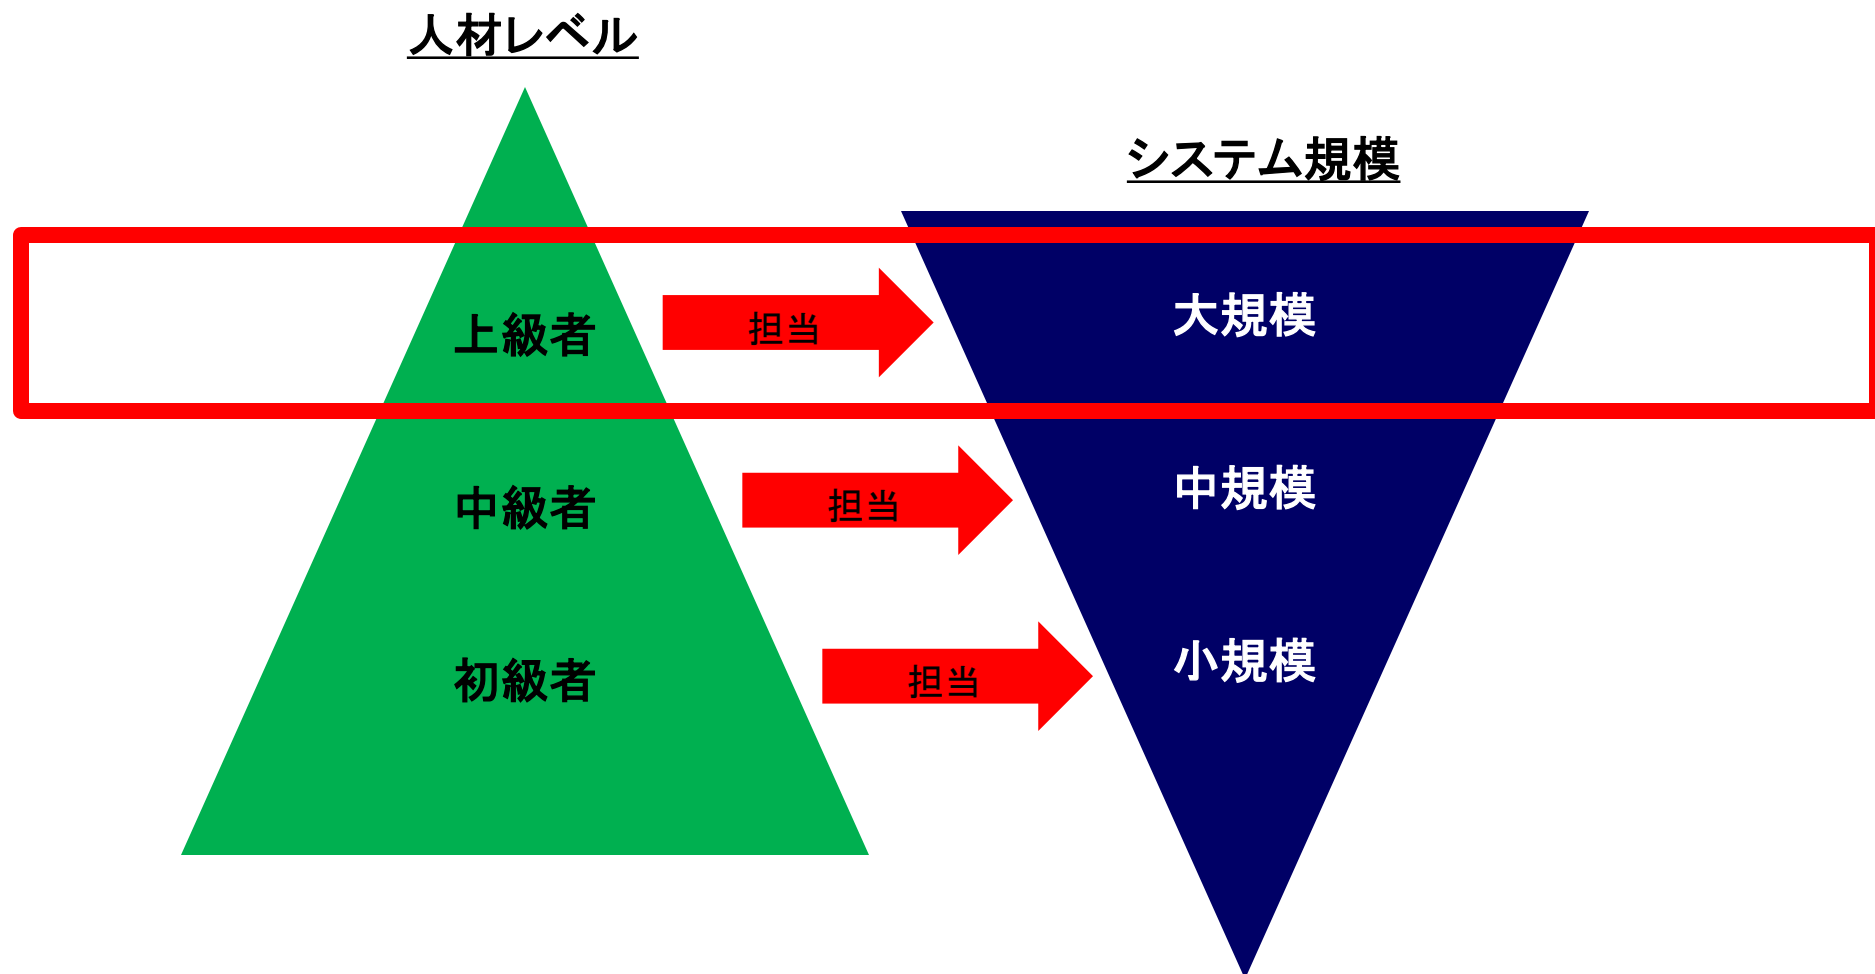 人材レベル
システム規模
上級者
担当
大規模
中級者
担当
中規模
初級者
担当
小規模